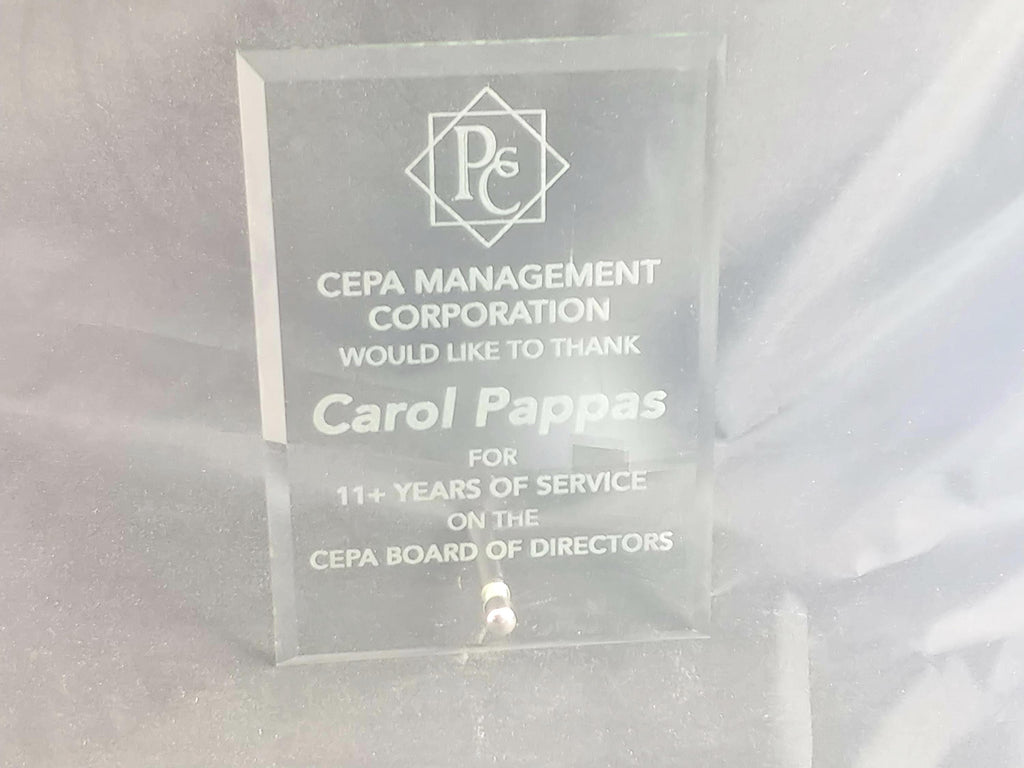 PC
CEPA MANAGEMENT
CORPORATION
WOULD LIKE TO THANK
Carol Pappas
FOR
11+ YEARS OF SERVICE
ON THE
CEPA BOARD OF DIRECTORS